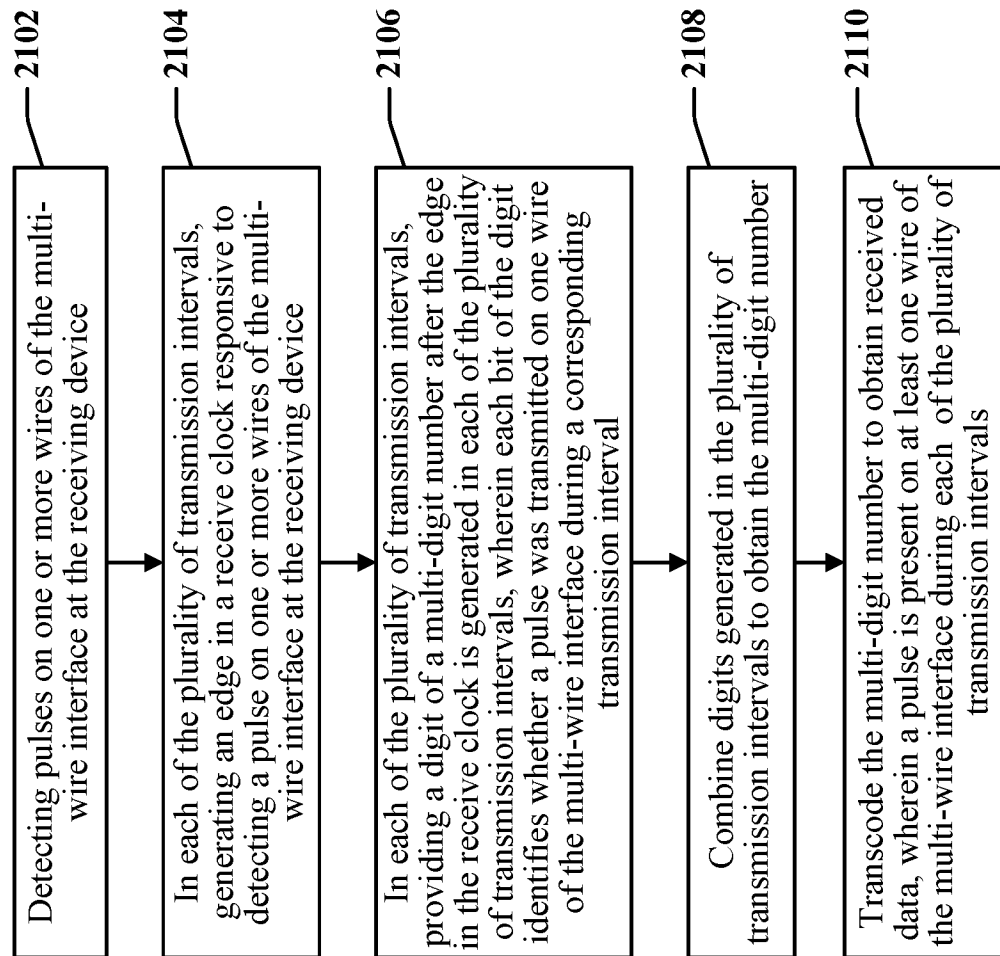 2102
Detecting pulses on one or more wires of the multi-
wire interface at the receiving device
2104
In each of the plurality of transmission intervals,
generating an edge in a receive clock responsive to
detecting a pulse on one or more wires of the multi-
wire interface at the receiving device
2106
In each of the plurality of transmission intervals,
providing a digit of a multi-digit number after the edge
in the receive clock is generated in each of the plurality
of transmission intervals, wherein each bit of the digit
identifies whether a pulse was transmitted on one wire
of the multi-wire interface during a corresponding
transmission interval
2108
Combine digits generated in the plurality of
transmission intervals to obtain the multi-digit number
2110
Transcode the multi-digit number to obtain received
data, wherein a pulse is present on at least one wire of
the multi-wire interface during each of the plurality of
transmission intervals